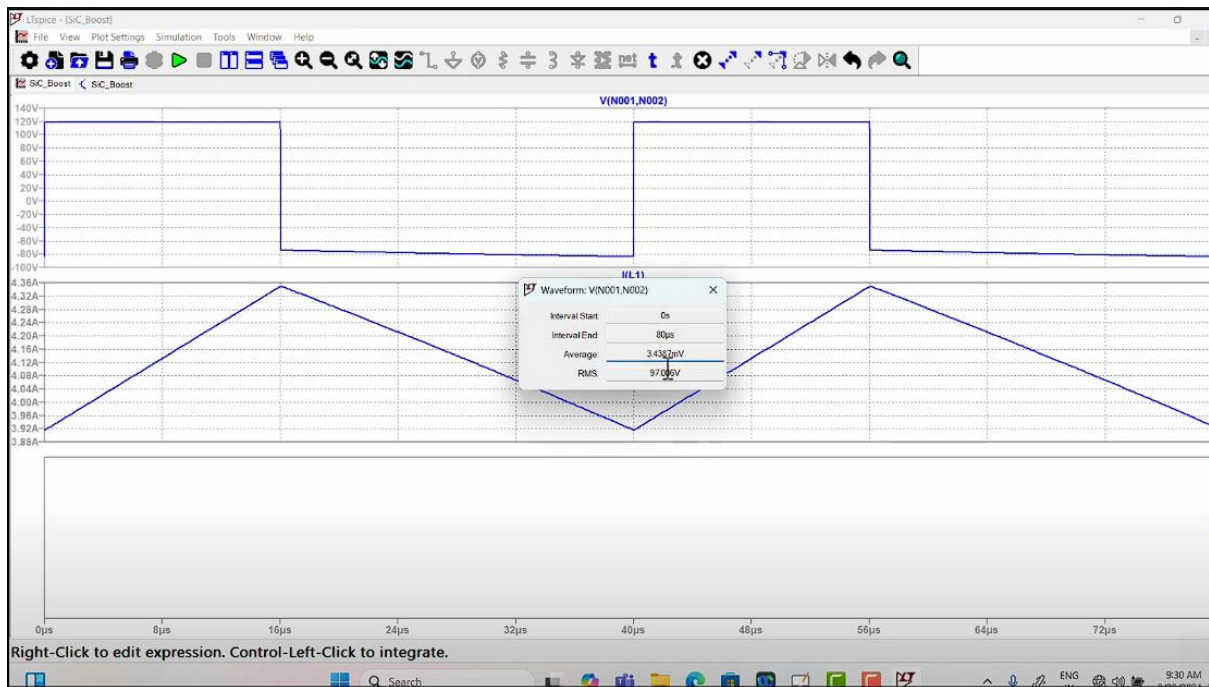 LTspice - [SiC_Boost]
File View Plot Settings Simulation Tools Window Help
SiC_Boost SiC_Boost
V(N001,N002)
140V
120V
100V
80V
60V
40V
20V
0V
-20V
-40V
-60V
-80V
-100V
I(L1)
4.36A
4.32A
4.28A
4.24A
4.20A
4.16A
4.12A
4.08A
4.04A
4.00A
3.96A
3.92A
3.88A
Waveform: V(N001,N002)
Interval Start: 0s
Interval End: 80µs
Average: 3.4387mV
RMS: 97.006V
0µs 8µs 16µs 24µs 32µs 40µs 48µs 56µs 64µs 72µs
Right-Click to edit expression. Control-Left-Click to integrate.
Search
ENG
9:30 AM